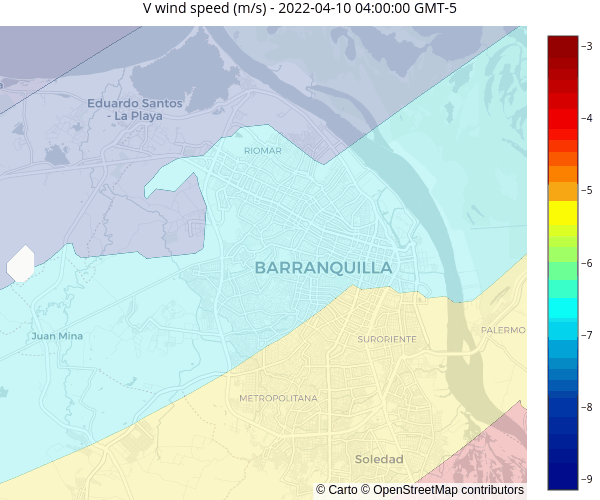 V wind speed (m/s) - 2022-04-10 04:00:00 GMT-5
−3
Eduardo Santos
- La Playa
−4
RIOMAR
−5
BARRANQUILLA
−6
Juan Mina
SURORIENTE
PALERMO
−7
METROPOLITANA
−8
Soledad
−9
© Carto © OpenStreetMap contributors